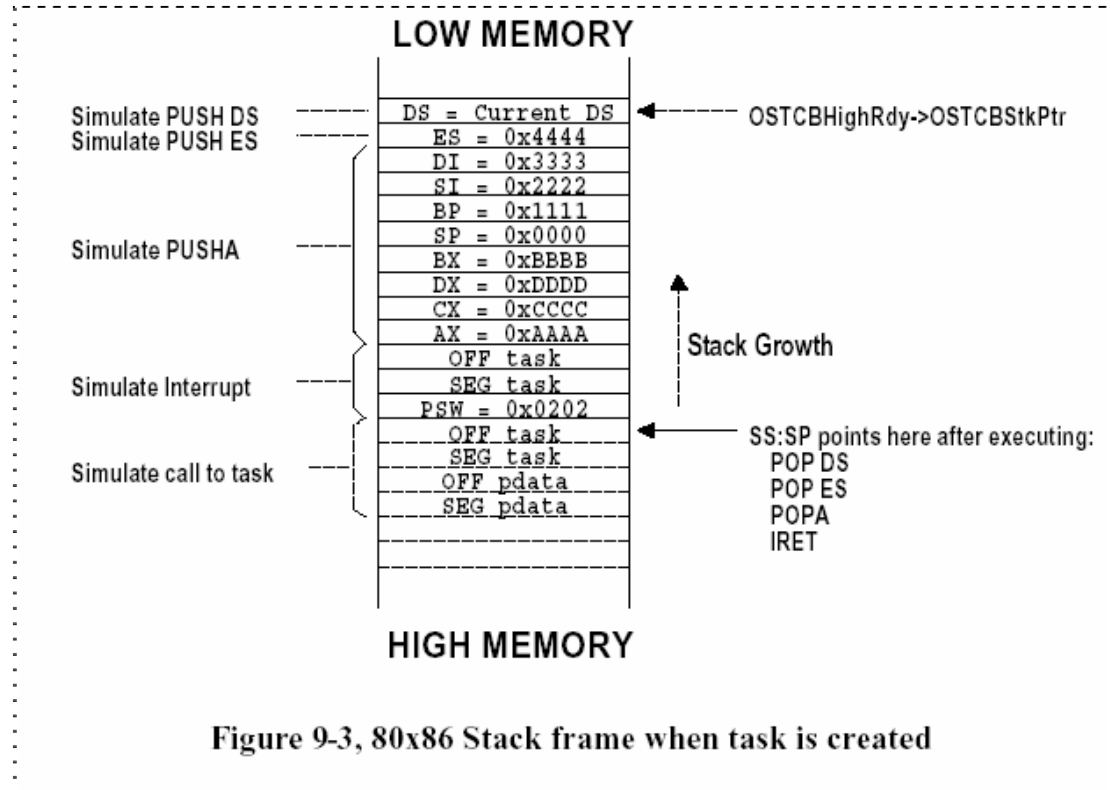 LOW MEMORY
Simulate PUSH DS
DS = Current DS
OSTCBHighRdy->OSTCBStkPtr
Simulate PUSH ES
ES = 0x4444
DI = 0x3333
SI = 0x2222
BP = 0x1111
Simulate PUSHA
SP = 0x0000
BX = 0xBBBB
DX = 0xDDDD
CX = 0xCCCC
AX = 0xAAAA
Stack Growth
OFF task
Simulate Interrupt
SEG task
PSW = 0x0202
OFF task
SS:SP points here after executing:
SEG task
POP DS
Simulate call to task
OFF pdata
POP ES
SEG pdata
POPA
IRET
HIGH MEMORY
Figure 9-3, 80x86 Stack frame when task is created